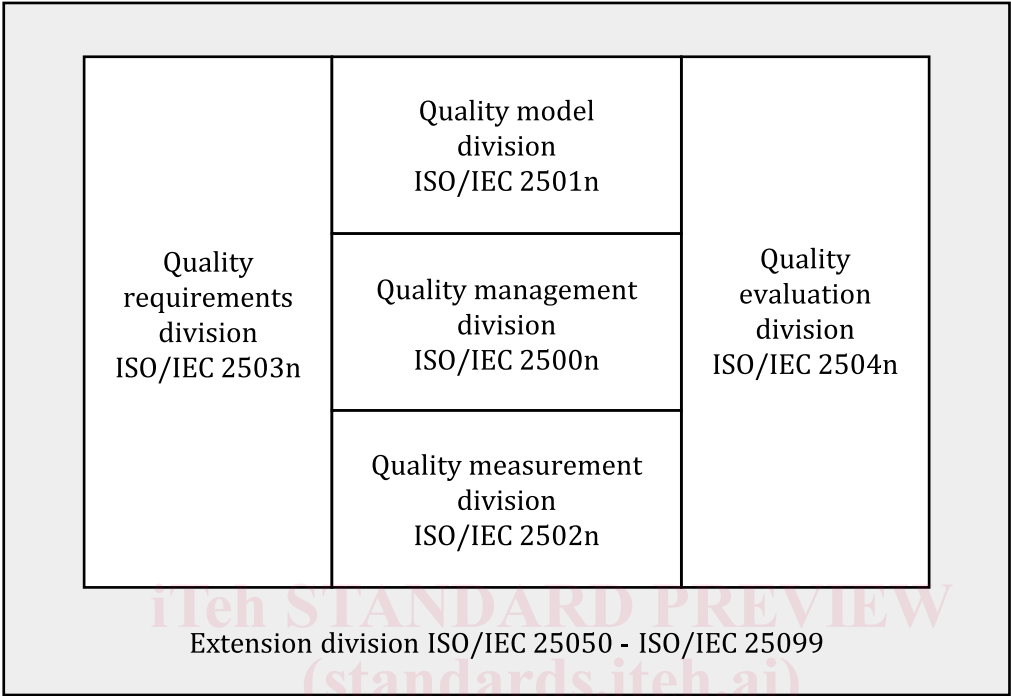 Quality model
division
ISO/IEC 2501n
Quality
requirements
division
ISO/IEC 2503n
Quality management
division
ISO/IEC 2500n
Quality
evaluation
division
ISO/IEC 2504n
Quality measurement
division
ISO/IEC 2502n
iTeh STANDARD PREVIEW
Extension division ISO/IEC 25050 - ISO/IEC 25099
(standards.iteh.ai)